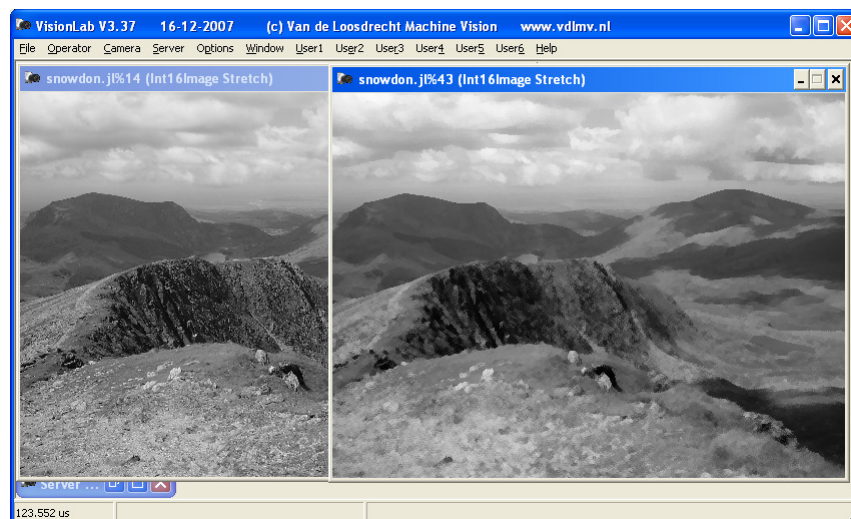 VisionLab V3.37 16-12-2007 (c) Van de Loosdrecht Machine Vision www.vdlmv.nl
File Operator Camera Server Options Window User1 User2 User3 User4 User5 User6 Help
snowdon.jl%14 (Int16Image Stretch)
snowdon.jl%43 (Int16Image Stretch)
Server ...
123.552 us